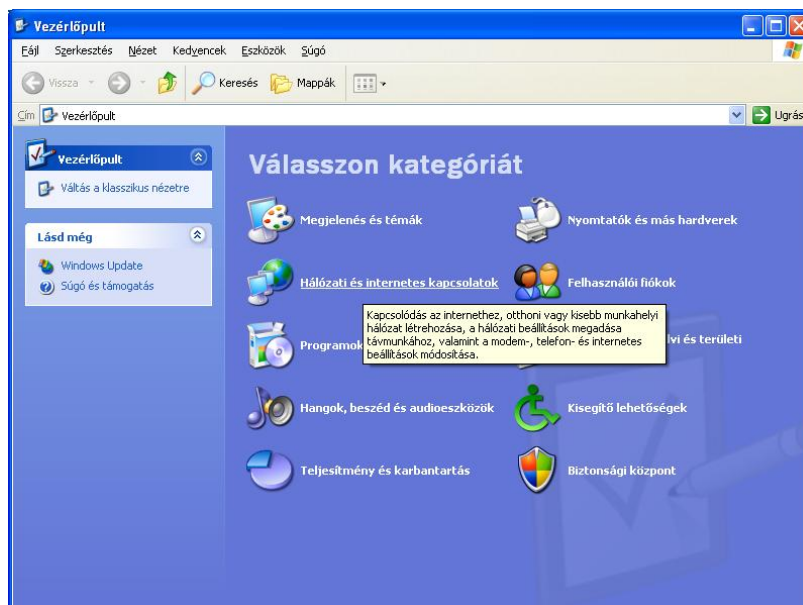 Vezérlőpult
Fájl Szerkesztés Nézet Kedvencek Eszközök Súgó
Vissza Keresés Mappák
Cím Vezérlőpult Ugrás
Vezérlőpult
Váltás a klasszikus nézetre
Lásd még
Windows Update
Súgó és támogatás
Válasszon kategóriát
Megjelenés és témák
Nyomtatók és más hardverek
Hálózati és internetes kapcsolatok
Felhasználói fiókok
Kapcsolódás az internethez, otthoni vagy kisebb munkahelyi
hálózat létrehozása, a hálózati beállítások megadása
távmunkához, valamint a modem-, telefon- és internetes
beállítások módosítása.
Programok
lvi és területi
Hangok, beszéd és audioeszközök
Kisegítő lehetőségek
Teljesítmény és karbantartás
Biztonsági központ